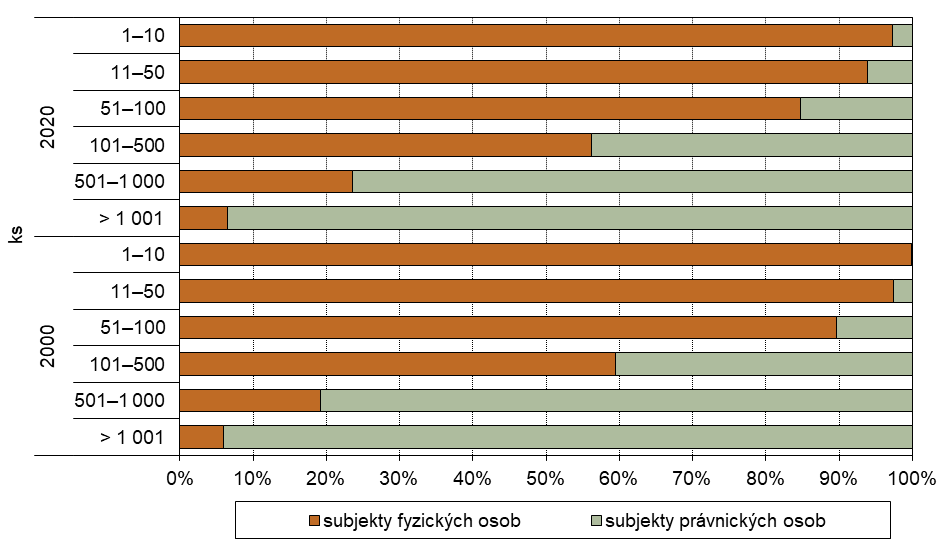 ks
2020
1–10
11–50
51–100
101–500
501–1 000
> 1 001
2000
1–10
11–50
51–100
101–500
501–1 000
> 1 001
0% 10% 20% 30% 40% 50% 60% 70% 80% 90% 100%
subjekty fyzických osob subjekty právnických osob